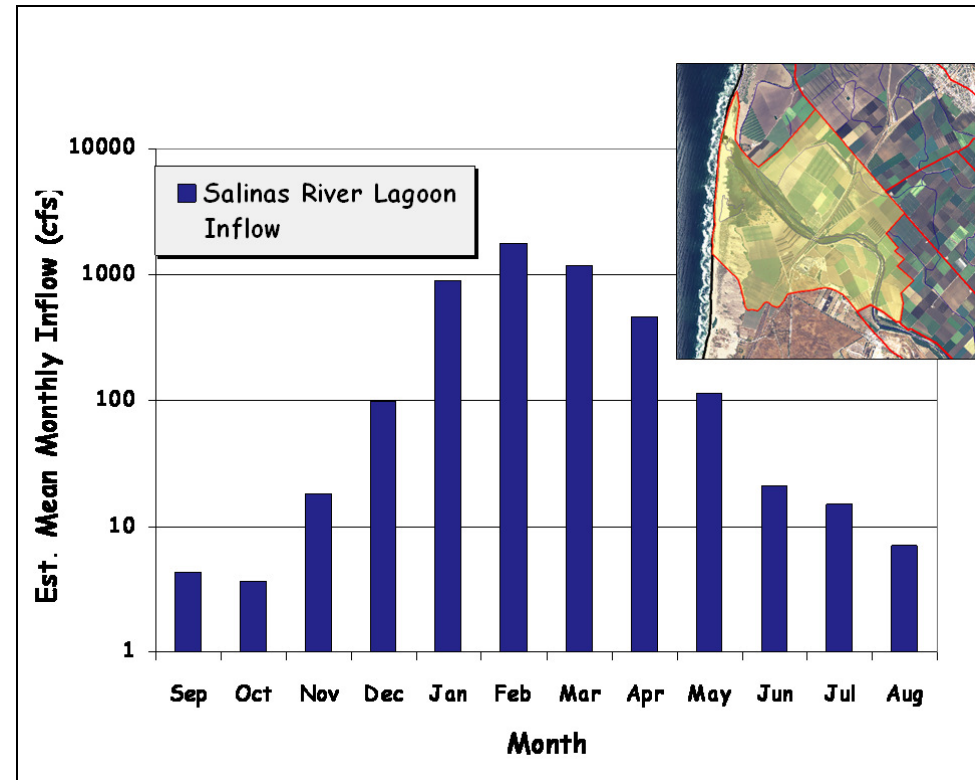 10000
Salinas River Lagoon
Inflow
1000
100
10
1
Est. Mean Monthly Inflow (cfs)
Sep Oct Nov Dec Jan Feb Mar Apr May Jun Jul Aug
Month